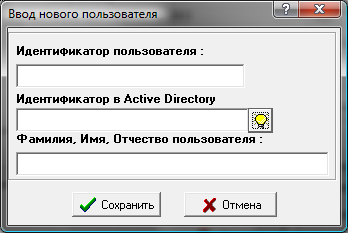 Ввод нового пользователя
Идентификатор пользователя :
Идентификатор в Active Directory
Фамилия, Имя, Отчество пользователя :
Сохранить Отмена